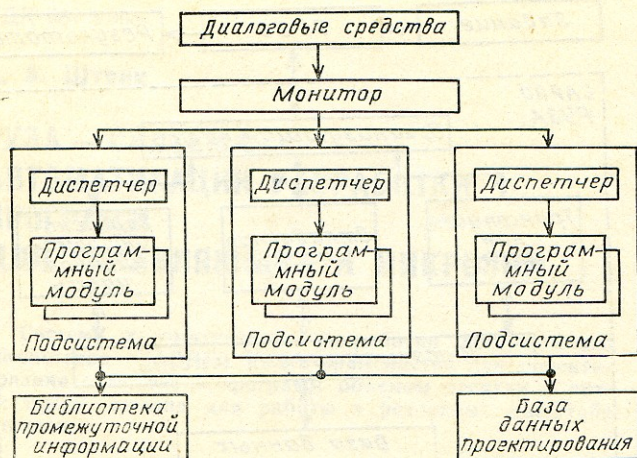 Диалоговые средства
Монитор
Диспетчер
Диспетчер
Диспетчер
Програм-
мный
модуль
Програм-
мный
модуль
Програм-
мный
модуль
Подсистема
Подсистема
Подсистема
Библиотека
промежуточной
информации
База
данных
проектирования